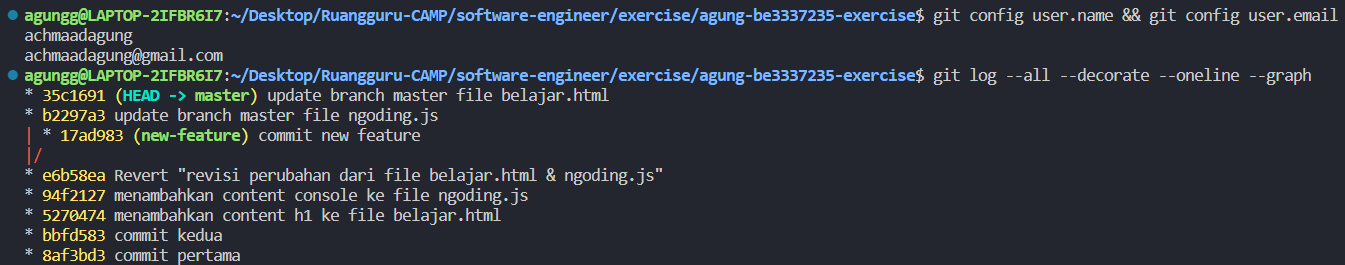 agungg@LAPTOP-2IFBR6I7:~/Desktop/Ruangguru-CAMP/software-engineer/exercise/agung-be3337235-exercise$ git config user.name && git config user.email
achmaadagung
achmaadagung@gmail.com
agungg@LAPTOP-2IFBR6I7:~/Desktop/Ruangguru-CAMP/software-engineer/exercise/agung-be3337235-exercise$ git log --all --decorate --oneline --graph
* 35c1691 (HEAD -> master) update branch master file belajar.html
* b2297a3 update branch master file ngoding.js
| * 17ad983 (new-feature) commit new feature
|/
* e6b58ea Revert "revisi perubahan dari file belajar.html & ngoding.js"
* 94f2127 menambahkan content console ke file ngoding.js
* 5270474 menambahkan content h1 ke file belajar.html
* bbfd583 commit kedua
* 8af3bd3 commit pertama